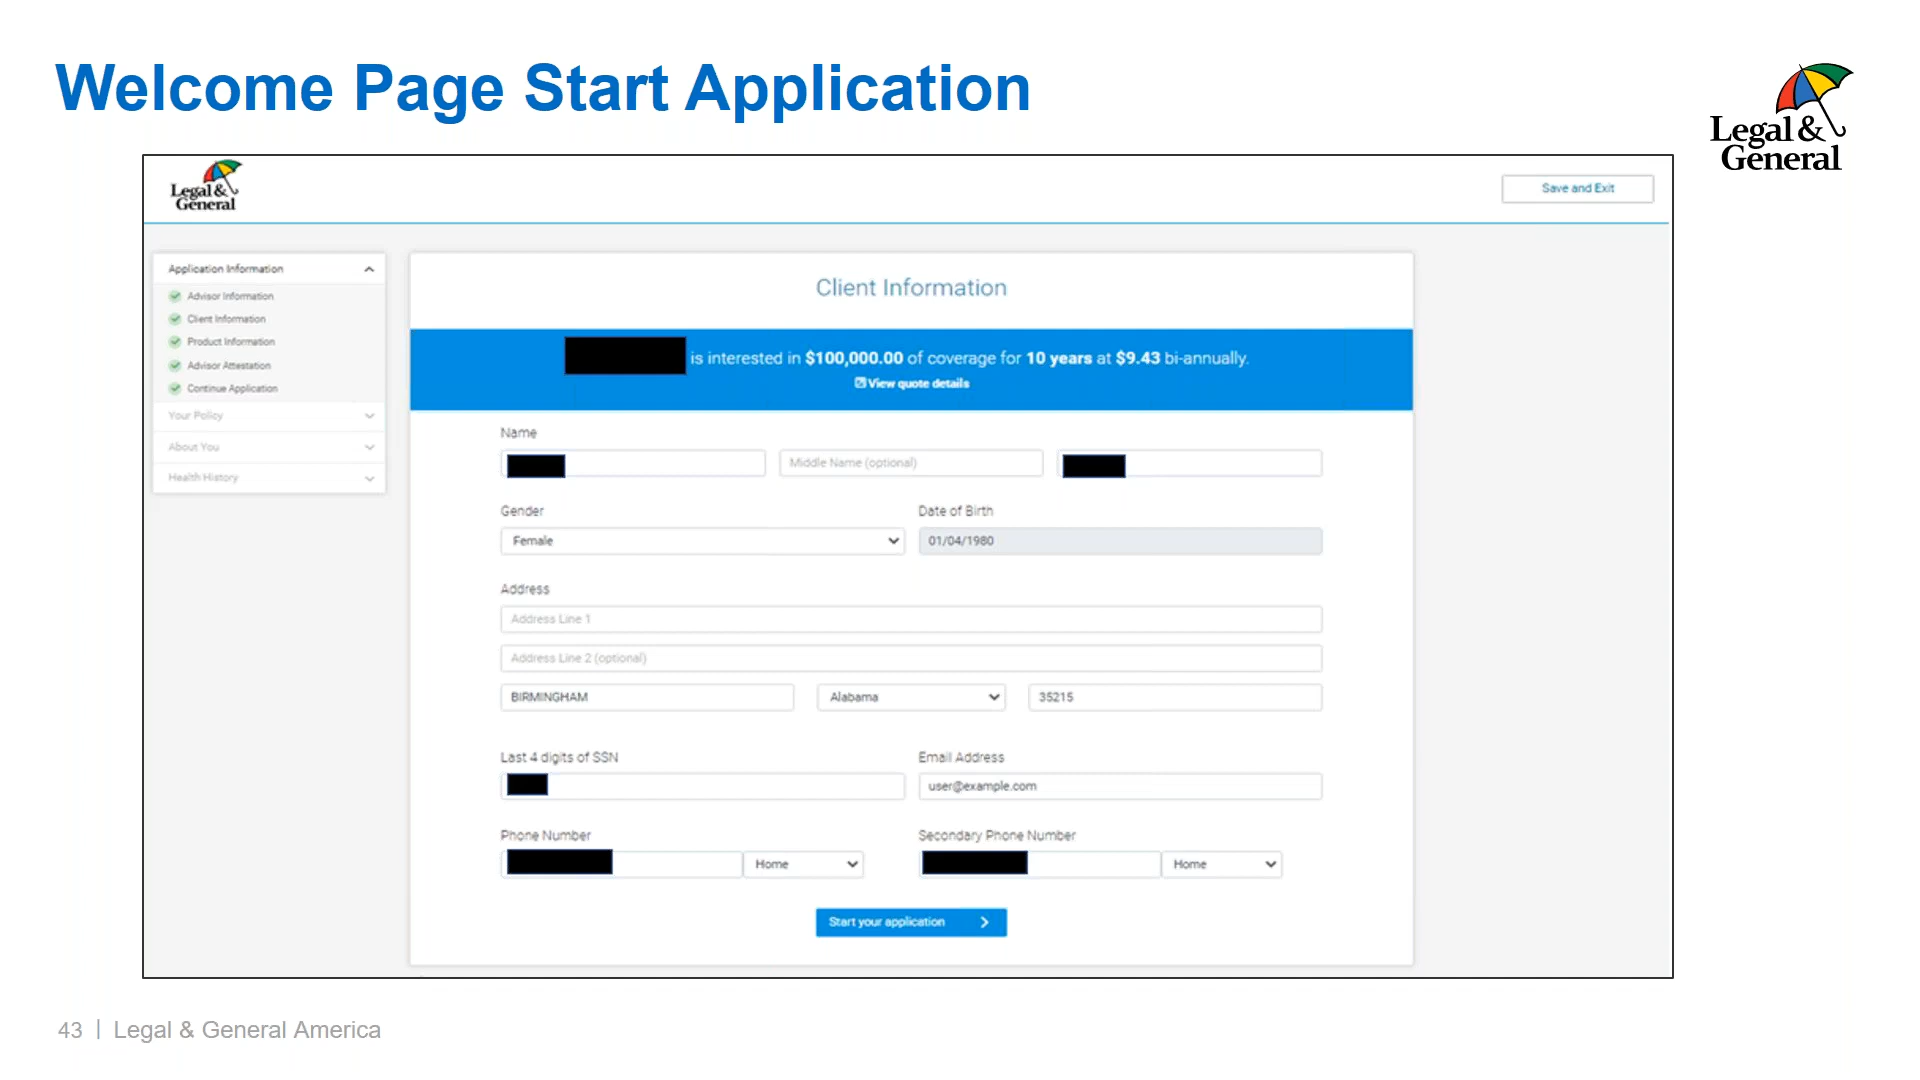 Welcome Page Start Application
Legal &
General
Legal &
General
Save and Exit
Application Information
Advisor Information
Client Information
Product Information
Advisor Attestation
Continue Application
Your Policy
About You
Health History
Client Information
is interested in $100,000.00 of coverage for 10 years at $9.43 bi-annually.
View quote details
Name
Middle Name (optional)
Gender Date of Birth
Female 01/04/1980
Address
Address Line 1
Address Line 2 (optional)
BIRMINGHAM Alabama 35215
Last 4 digits of SSN Email Address
user@example.com
Phone Number Secondary Phone Number
Home Home
Start your application
43 | Legal & General America